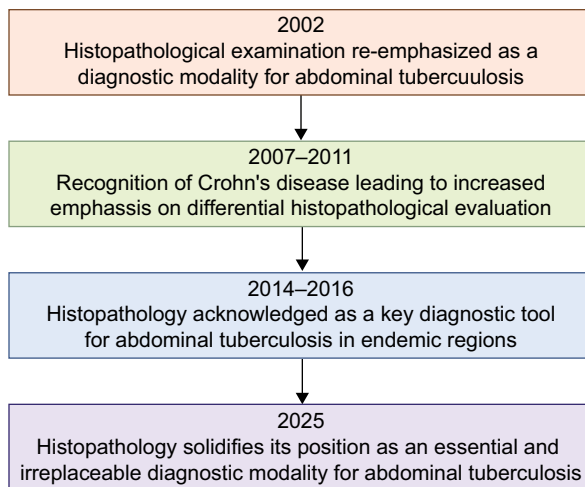 2002
Histopathological examination re-emphasized as a
diagnostic modality for abdominal tubercuulosis
2007–2011
Recognition of Crohn's disease leading to increased
emphassis on differential histopathological evaluation
2014–2016
Histopathology acknowledged as a key diagnostic tool
for abdominal tuberculosis in endemic regions
2025
Histopathology solidifies its position as an essential and
irreplaceable diagnostic modality for abdominal tuberculosis